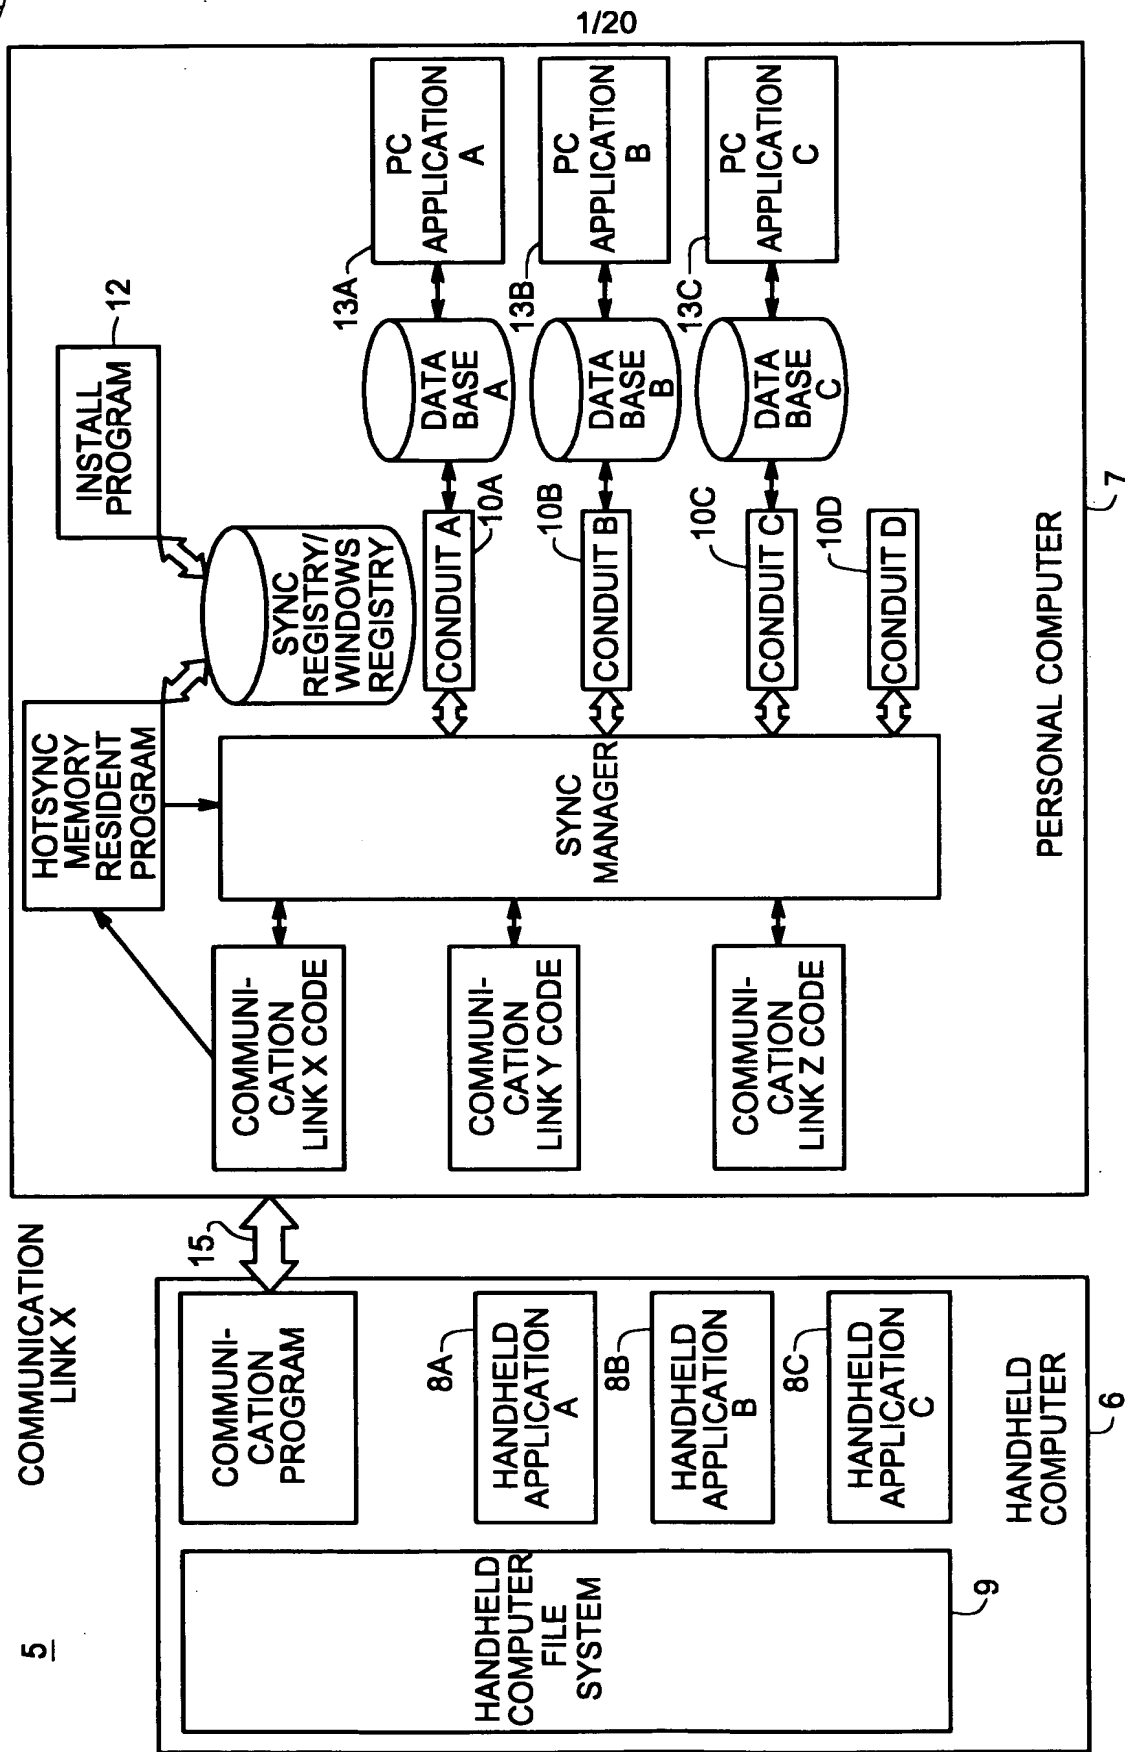 1/20
5
COMMUNICATION
LINK X
15
HANDHELD
COMPUTER
FILE
SYSTEM
9
COMMUNI-
CATION
PROGRAM
HANDHELD
APPLICATION
A
8A
HANDHELD
APPLICATION
B
8B
HANDHELD
APPLICATION
C
8C
HANDHELD
COMPUTER
6
COMMUNI-
CATION
LINK X CODE
COMMUNI-
CATION
LINK Y CODE
COMMUNI-
CATION
LINK Z CODE
HOTSYNC
MEMORY
RESIDENT
PROGRAM
SYNC
MANAGER
SYNC
REGISTRY/
WINDOWS
REGISTRY
INSTALL
PROGRAM
12
CONDUIT A
10A
CONDUIT B
10B
CONDUIT C
10C
CONDUIT D
10D
DATA
BASE
A
DATA
BASE
B
DATA
BASE
C
13A
PC
APPLICATION
A
13B
PC
APPLICATION
B
13C
PC
APPLICATION
C
PERSONAL COMPUTER
7